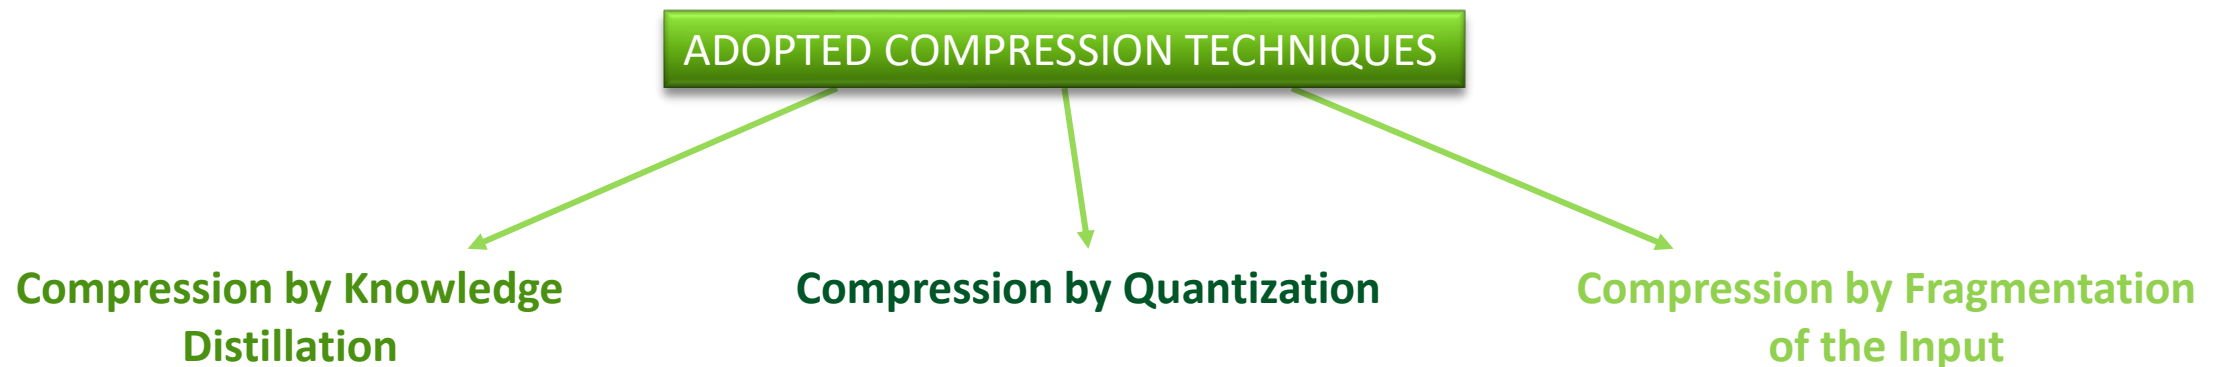 ADOPTED COMPRESSION TECHNIQUES
Compression by Knowledge
Distillation
Compression by Quantization
Compression by Fragmentation
of the Input